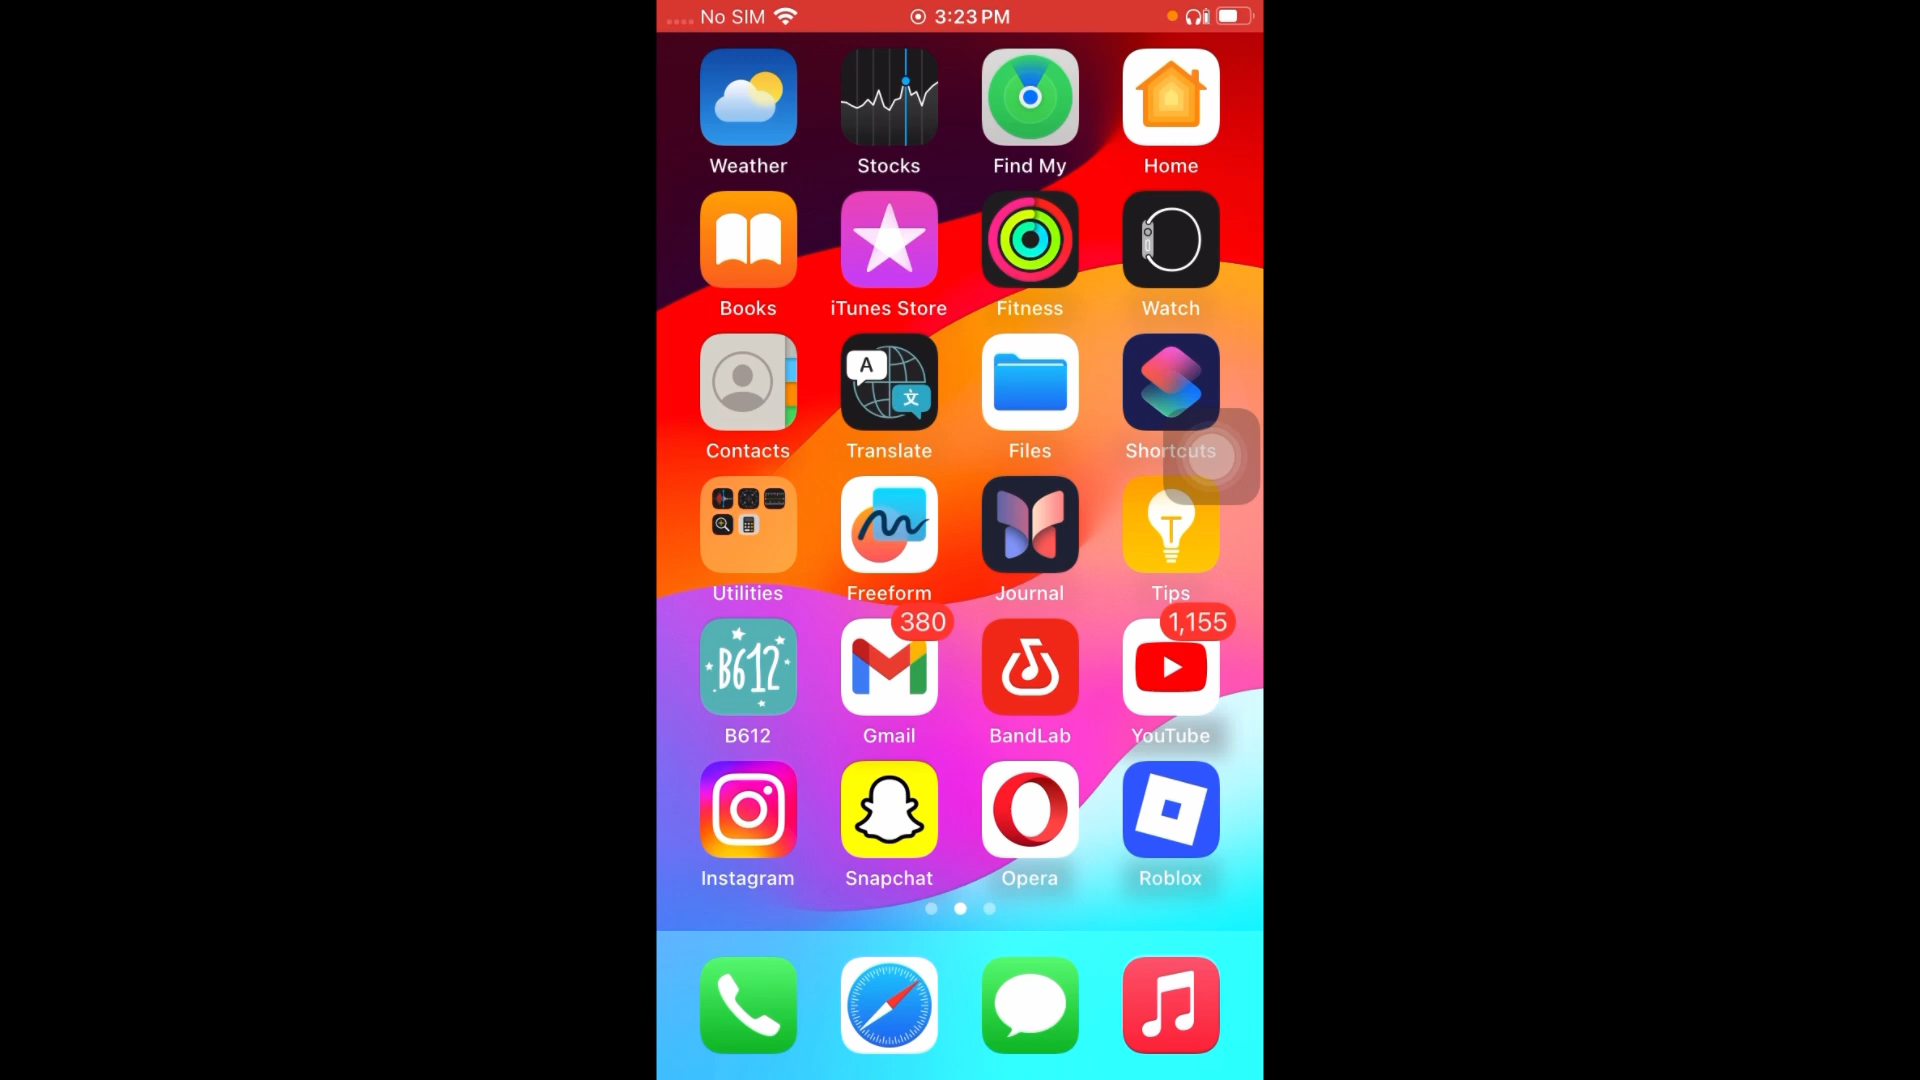 No SIM 3:23 PM
Weather Stocks Find My Home
Books iTunes Store Fitness Watch
A 文
Contacts Translate Files Shortcuts
Utilities Freeform Journal Tips
380 1,155
B612
B612 Gmail BandLab YouTube
Instagram Snapchat Opera Roblox